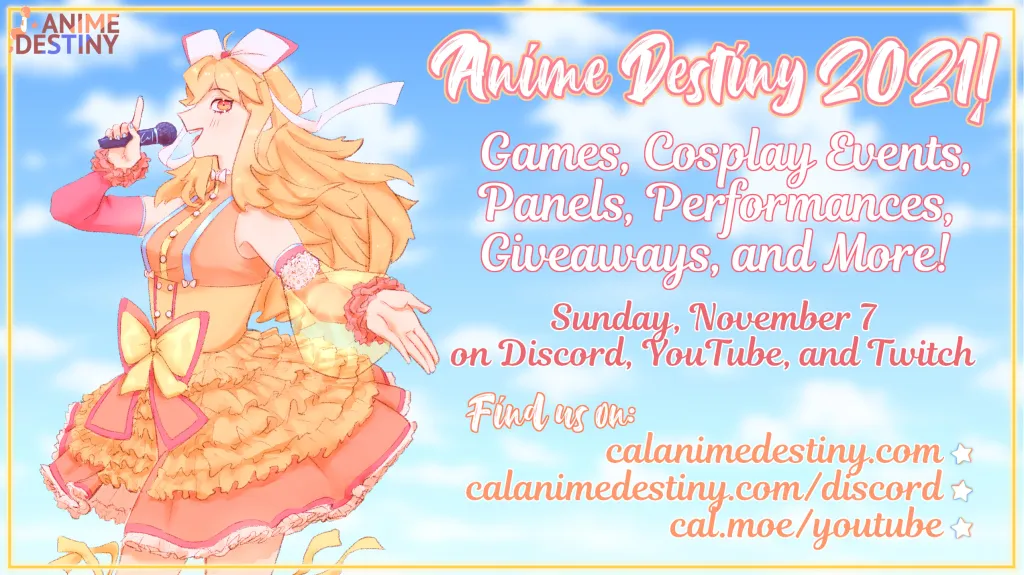 ANIME
DESTINY
Anime Destiny 2021!
Games, Cosplay Events,
Panels, Performances,
Giveaways, and More!
Sunday, November 7
on Discord, YouTube, and Twitch
Find us on:
calanimedestiny.com
calanimedestiny.com/discord
cal.moe/youtube